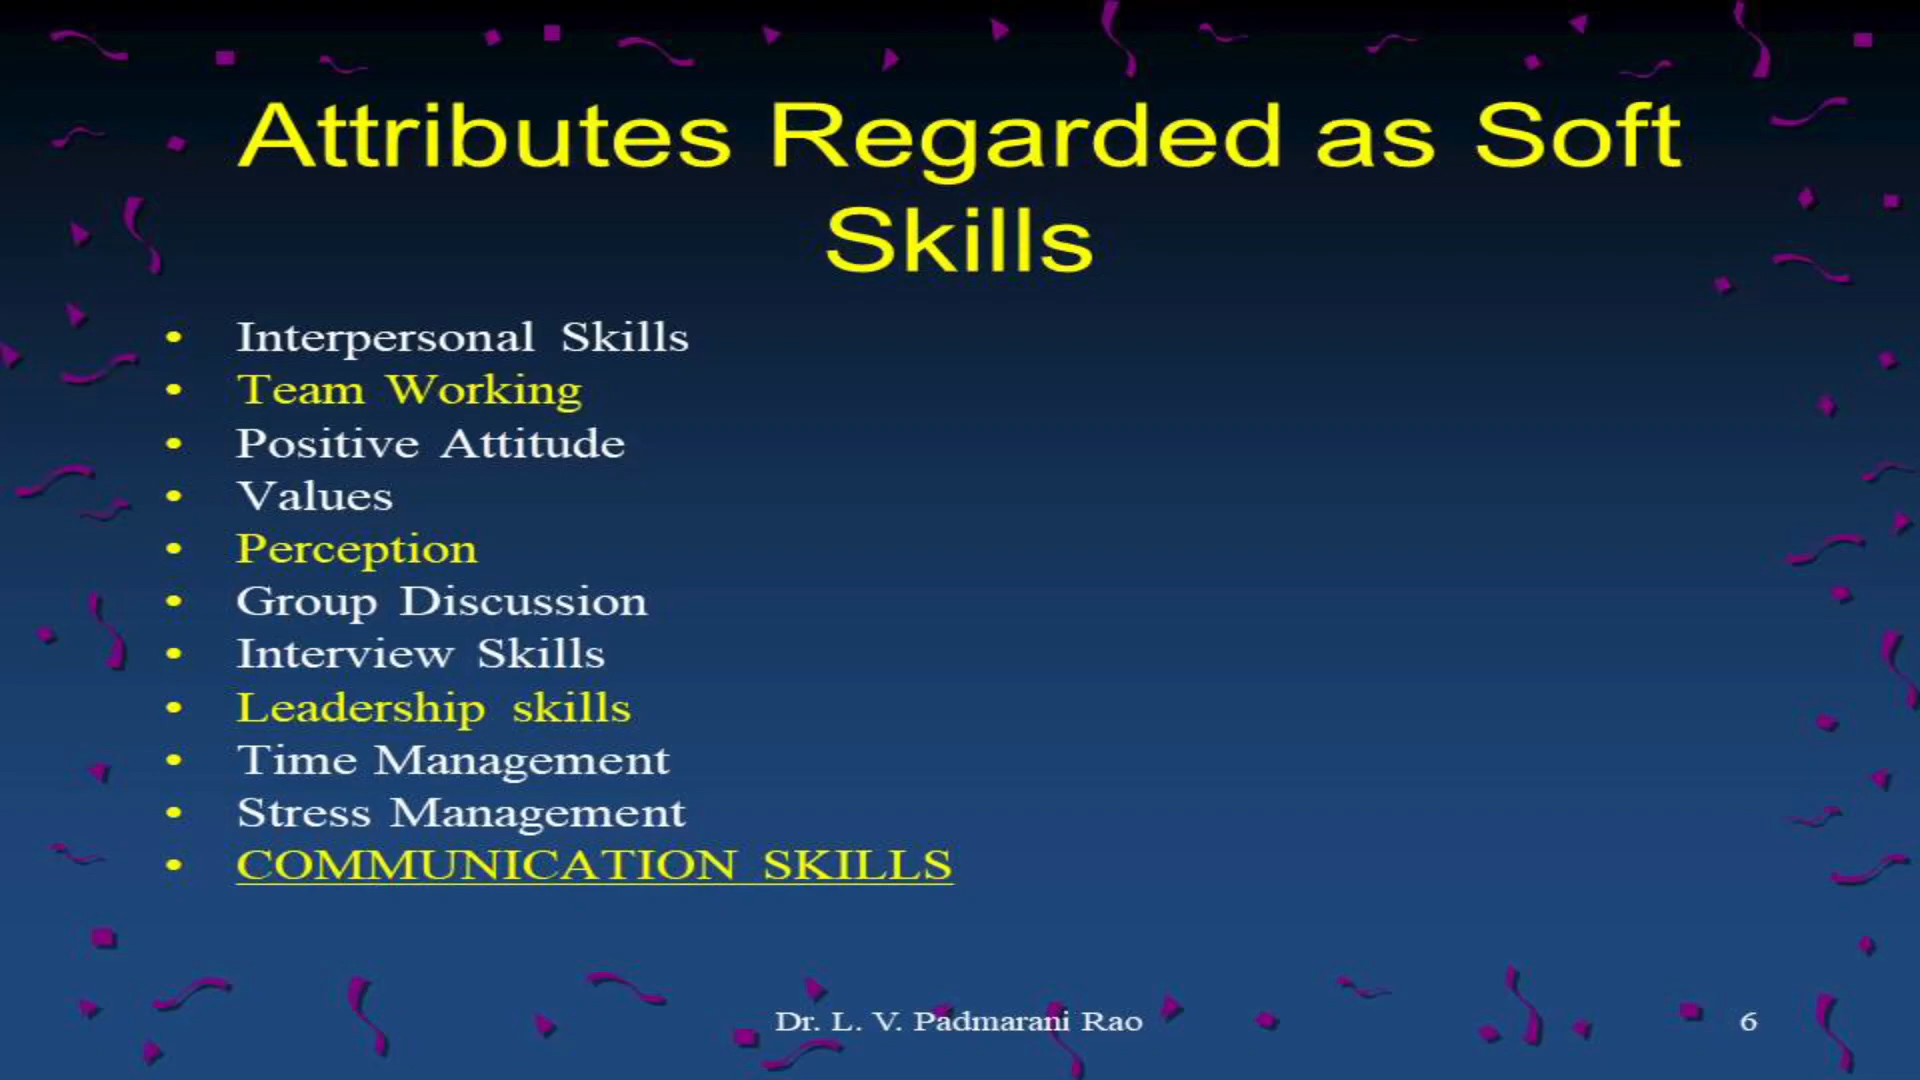 Attributes Regarded as Soft
Skills
• Interpersonal Skills
• Team Working
• Positive Attitude
• Values
• Perception
• Group Discussion
• Interview Skills
• Leadership skills
• Time Management
• Stress Management
• COMMUNICATION SKILLS
Dr. L. V. Padmarani Rao
6